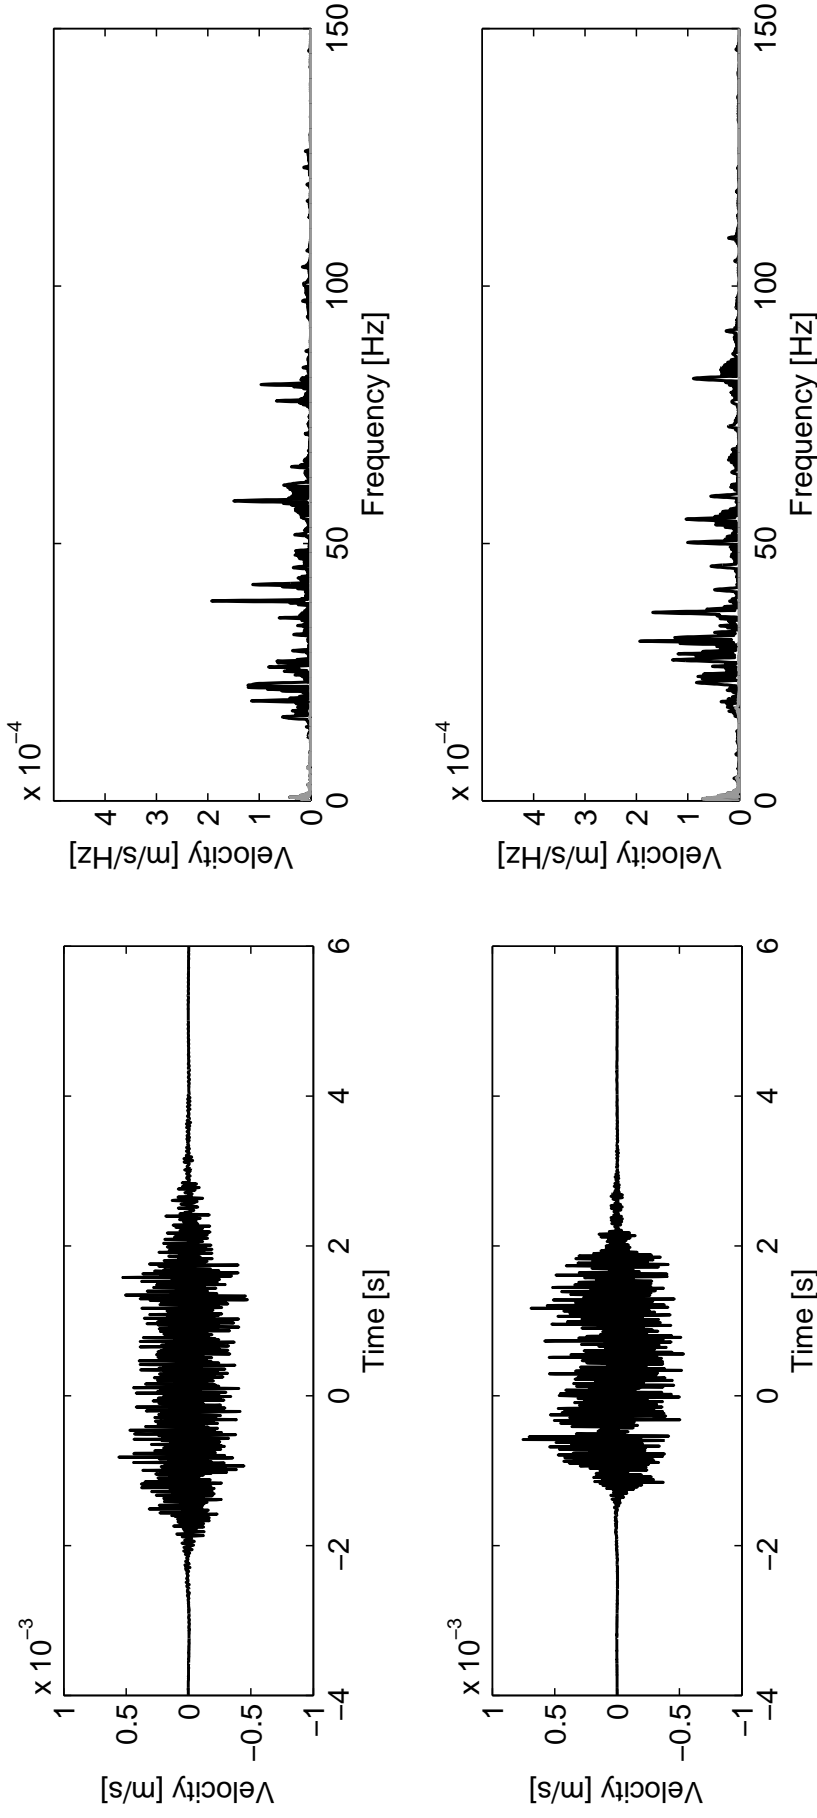 x 10⁻³
1
0.5
0
−0.5
−1
Velocity [m/s]
−4 −2 0 2 4 6
Time [s]
x 10⁻⁴
4
3
2
1
0
Velocity [m/s/Hz]
0 50 100 150
Frequency [Hz]
x 10⁻³
1
0.5
0
−0.5
−1
Velocity [m/s]
−4 −2 0 2 4 6
Time [s]
x 10⁻⁴
4
3
2
1
0
Velocity [m/s/Hz]
0 50 100 150
Frequency [Hz]